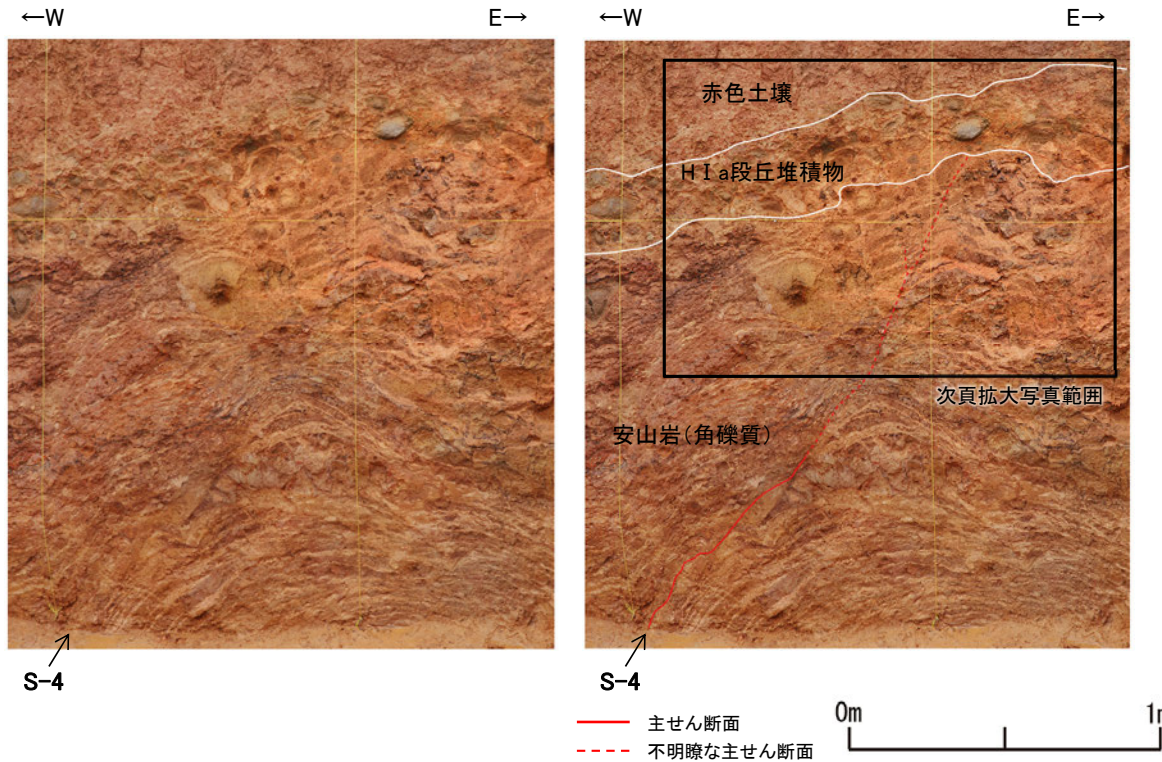 ←W
E→
←W
E→
赤色土壌
HⅠa段丘堆積物
次頁拡大写真範囲
安山岩(角礫質)
S-4
S-4
主せん断面
不明瞭な主せん断面
0m